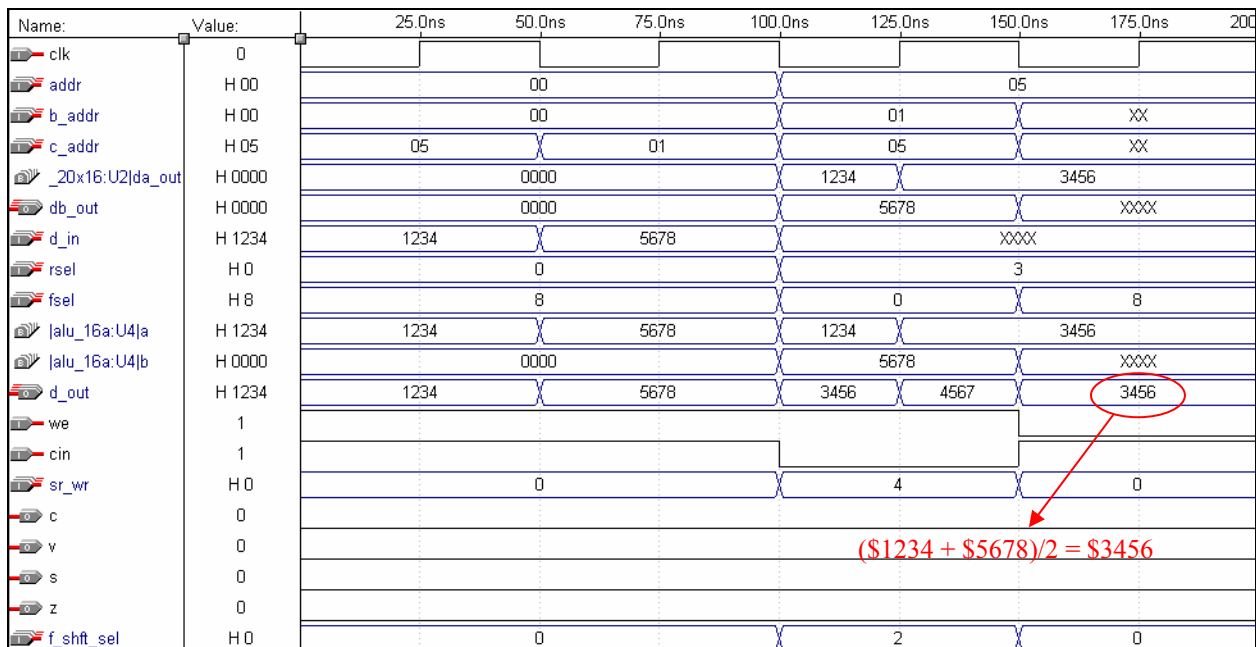 Name: Value: 25.0ns 50.0ns 75.0ns 100.0ns 125.0ns 150.0ns 175.0ns 200
clk 0
addr H 00 00 05
b_addr H 00 00 01 XX
c_addr H 05 05 01 05 XX
_20x16:U2|da_out H 0000 0000 1234 3456
db_out H 0000 0000 5678 XXXX
d_in H 1234 1234 5678 XXXX
rsel H 0 0 3
fsel H 8 8 0 8
|alu_16a:U4|a H 1234 1234 5678 1234 3456
|alu_16a:U4|b H 0000 0000 5678 XXXX
d_out H 1234 1234 5678 3456 4567 3456
we 1
cin 1
sr_wr H 0 0 4 0
c 0
v 0
($1234 + $5678)/2 = $3456
s 0
z 0
f_shft_sel H 0 0 2 0